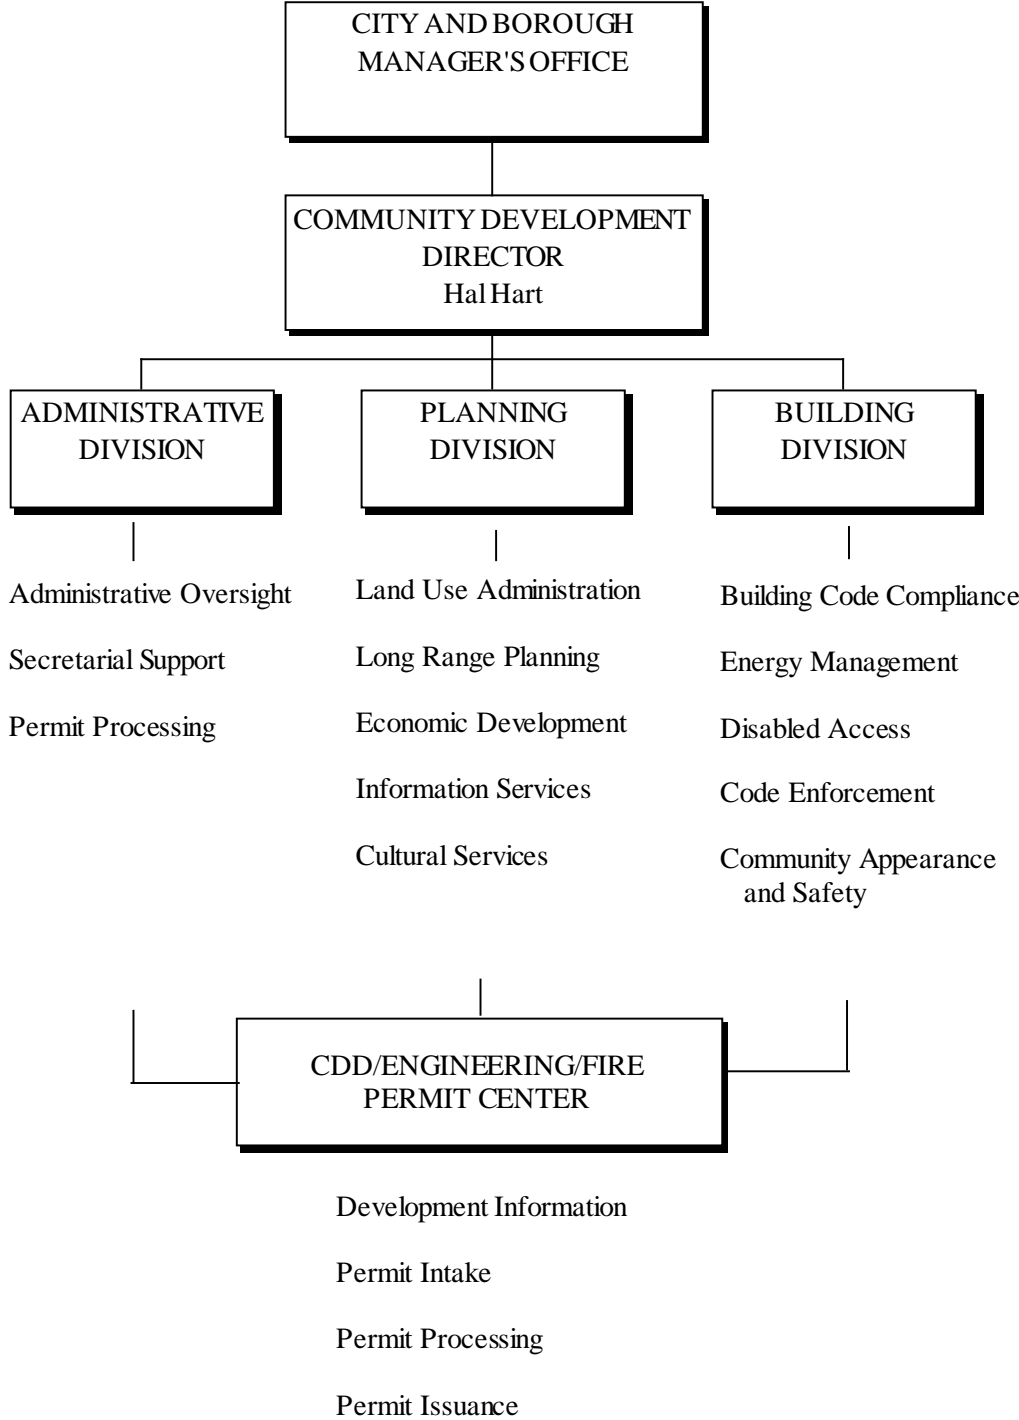 CITY AND BOROUGH
MANAGER'S OFFICE
COMMUNITY DEVELOPMENT
DIRECTOR
Hal Hart
ADMINISTRATIVE
DIVISION
PLANNING
DIVISION
BUILDING
DIVISION
Administrative Oversight
Secretarial Support
Permit Processing
Land Use Administration
Long Range Planning
Economic Development
Information Services
Cultural Services
Building Code Compliance
Energy Management
Disabled Access
Code Enforcement
Community Appearance
and Safety
CDD/ENGINEERING/FIRE
PERMIT CENTER
Development Information
Permit Intake
Permit Processing
Permit Issuance